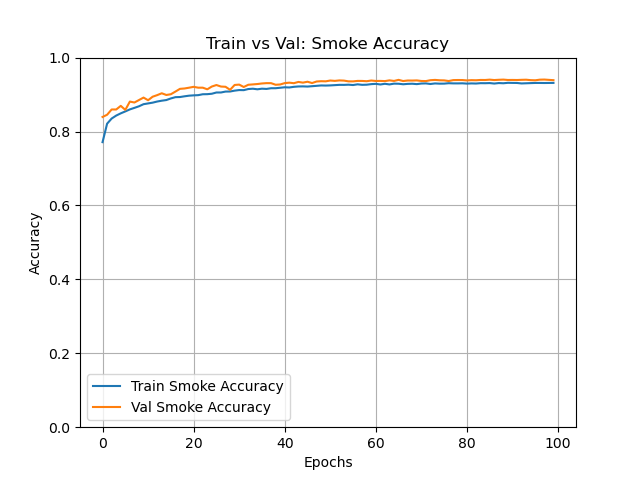 Train vs Val: Smoke Accuracy
1.0
0.8
0.6
0.4
0.2
0.0
Accuracy
Train Smoke Accuracy
Val Smoke Accuracy
0 20 40 60 80 100
Epochs